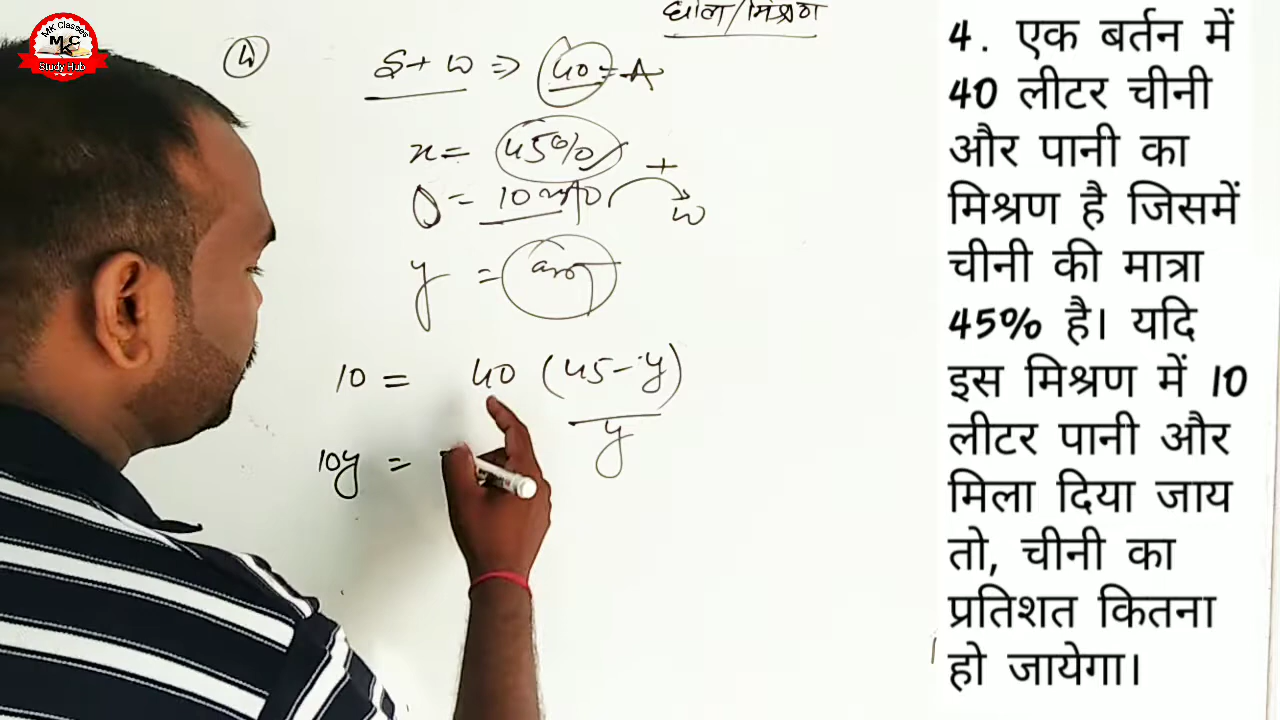 MK Classes
M C
K
Study Hub
घोल/मिश्रण
4
S + W ⇒ 40 = A
x = 45%
= 10
+
W
y =
10 = 40 (45 - y)
y
10y =
4. एक बर्तन में
40 लीटर चीनी
और पानी का
मिश्रण है जिसमें
चीनी की मात्रा
45% है। यदि
इस मिश्रण में 10
लीटर पानी और
मिला दिया जाय
तो, चीनी का
प्रतिशत कितना
हो जायेगा।